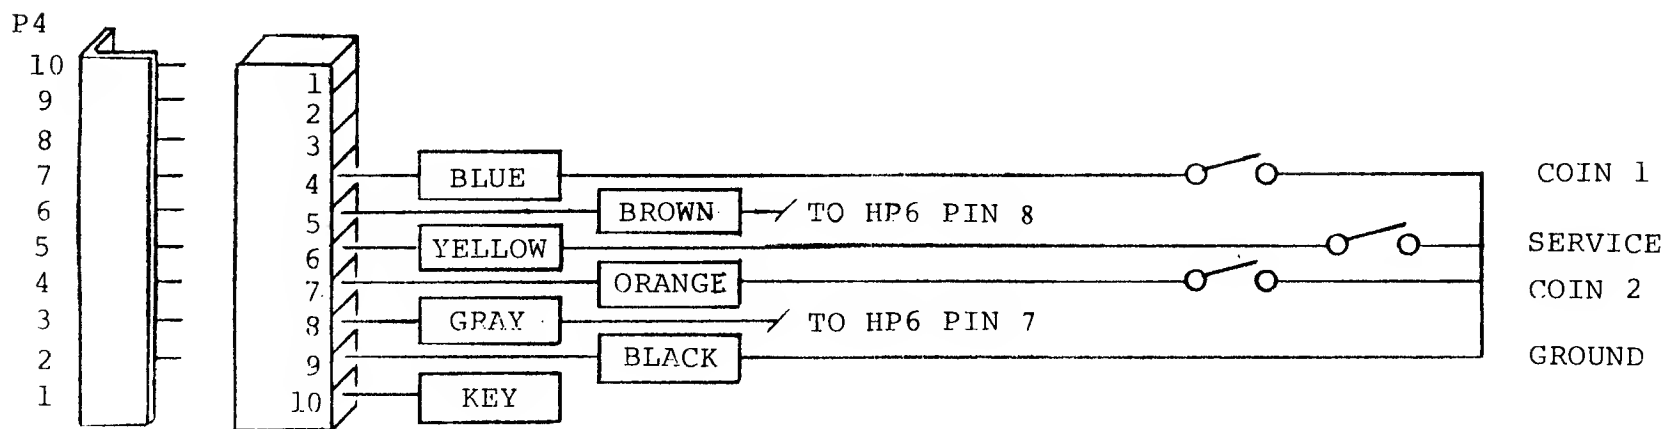 P4
10
9
8
7
6
5
4
3
2
1
1
2
3
4
5
6
7
8
9
10
BLUE
COIN 1
BROWN
TO HP6 PIN 8
YELLOW
SERVICE
ORANGE
COIN 2
GRAY
TO HP6 PIN 7
BLACK
GROUND
KEY